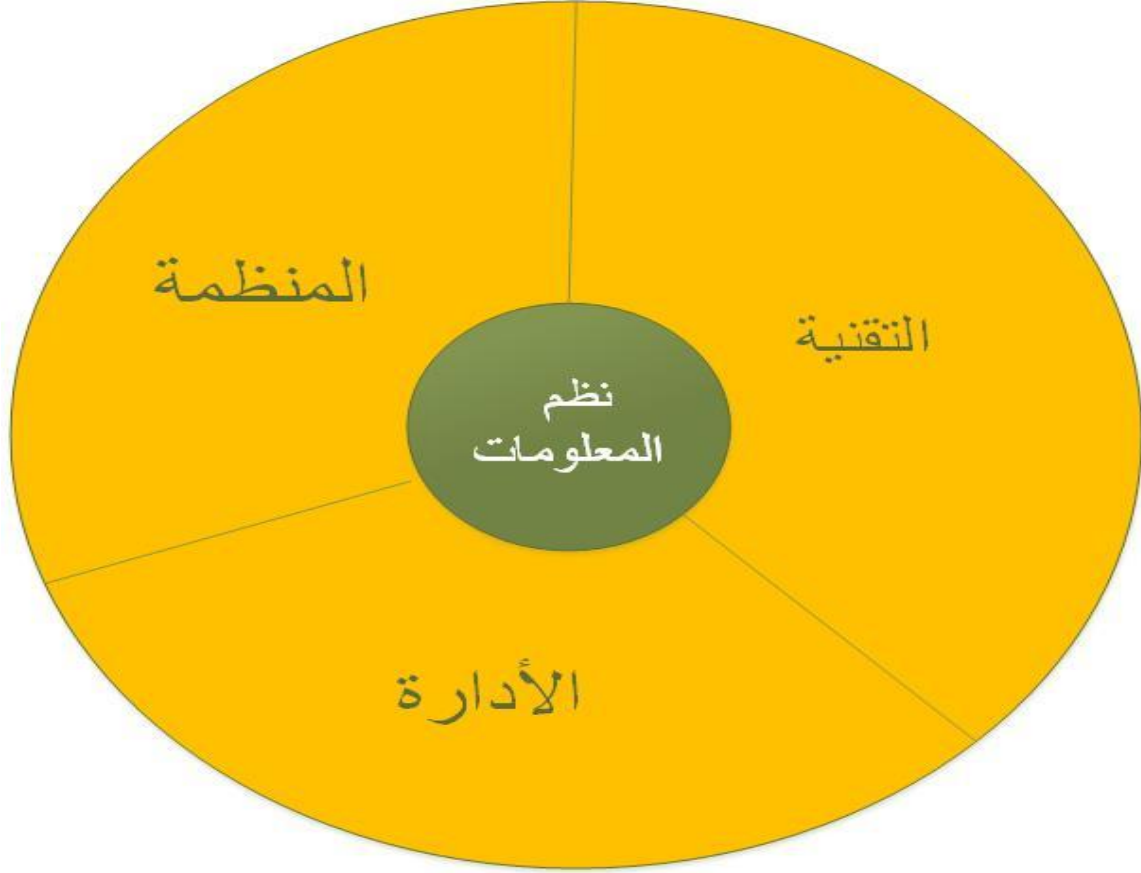 المنظمة
التقنية
نظم
المعلومات
الأدارة